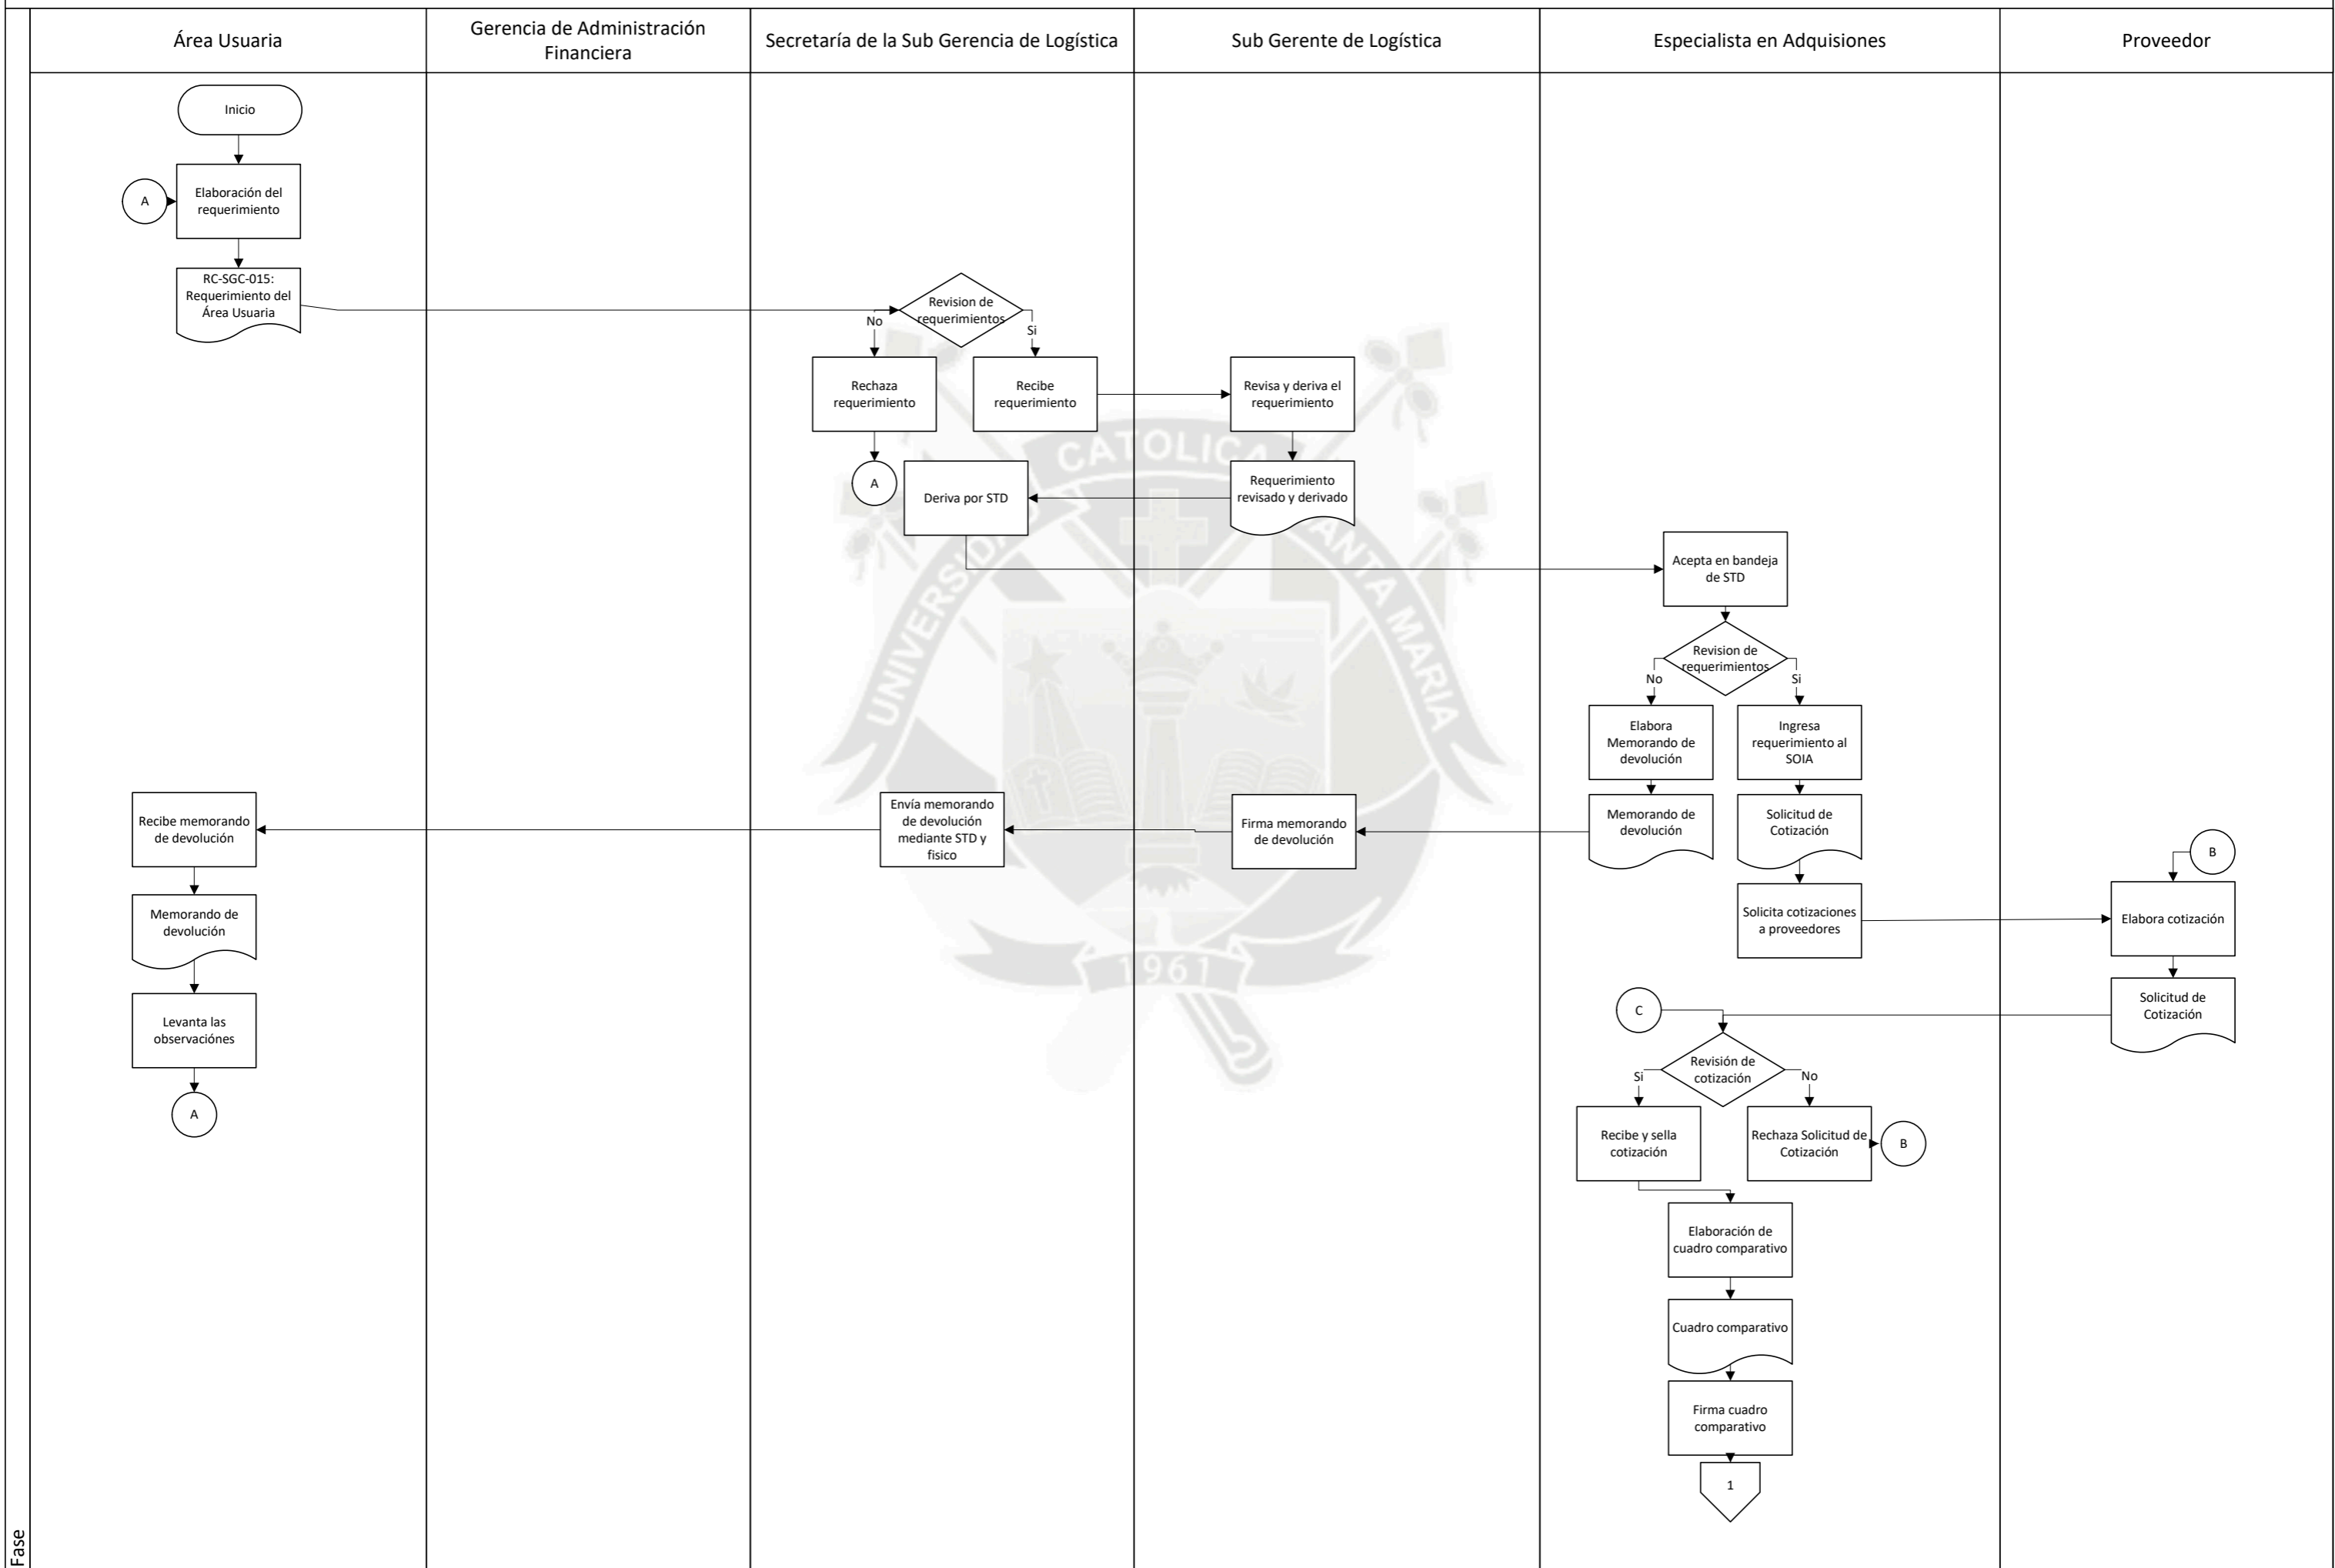 Área Usuaria
Gerencia de Administración
Financiera
Secretaría de la Sub Gerencia de Logística
Sub Gerente de Logística
Especialista en Adquisiones
Proveedor
Inicio
A
Elaboración del
requerimiento
RC-SGC-015:
Requerimiento del
Área Usuaria
Revision de
requerimientos
No
Si
Rechaza
requerimiento
Recibe
requerimiento
Revisa y deriva el
requerimiento
A
Deriva por STD
Requerimiento
revisado y derivado
Acepta en bandeja
de STD
Revision de
requerimientos
No
Si
Elabora
Memorando de
devolución
Ingresa
requerimiento al
SOIA
Recibe memorando
de devolución
Envía memorando
de devolución
mediante STD y
fisico
Firma memorando
de devolución
Memorando de
devolución
Solicitud de
Cotización
B
Memorando de
devolución
Solicita cotizaciones
a proveedores
Elabora cotización
Levanta las
observaciónes
C
Solicitud de
Cotización
A
Revisión de
cotización
Si
No
Recibe y sella
cotización
Rechaza Solicitud de
Cotización
B
Elaboración de
cuadro comparativo
Cuadro comparativo
Firma cuadro
comparativo
1
Fase
UNIVERSIDAD CATOLICA SANTA MARIA
1961